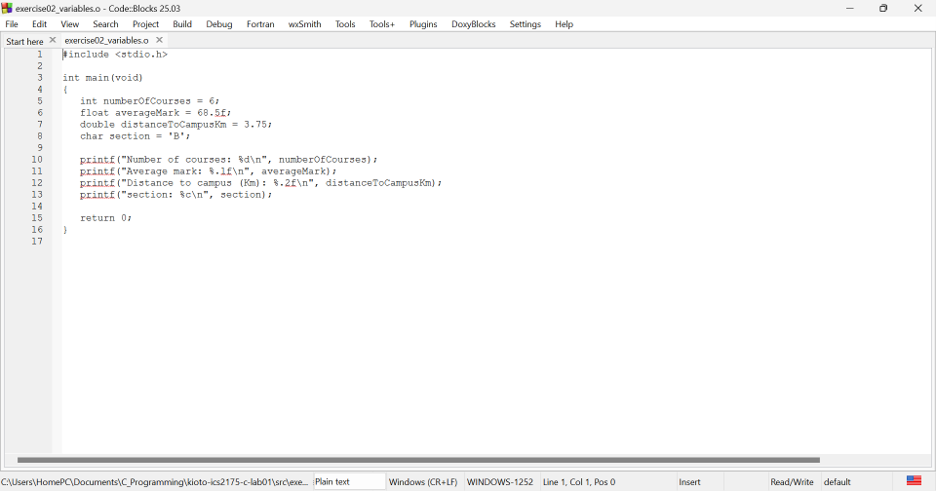 exercise02_variables.o - Code::Blocks 25.03
File Edit View Search Project Build Debug Fortran wxSmith Tools Tools+ Plugins DoxyBlocks Settings Help
Start here exercise02_variables.o
1 #include <stdio.h>
2
3 int main(void)
4 {
5 int numberOfCourses = 6;
6 float averageMark = 68.5f;
7 double distanceToCampusKm = 3.75;
8 char section = 'B';
9
10 printf("Number of courses: %d\n", numberOfCourses);
11 printf("Average mark: %.1f\n", averageMark);
12 printf("Distance to campus (Km): %.2f\n", distanceToCampusKm);
13 printf("section: %c\n", section);
14
15 return 0;
16 }
17
C:\Users\HomePC\Documents\C_Programming\kioto-ics2175-c-lab01\src\exe... Plain text Windows (CR+LF) WINDOWS-1252 Line 1, Col 1, Pos 0 Insert Read/Write default